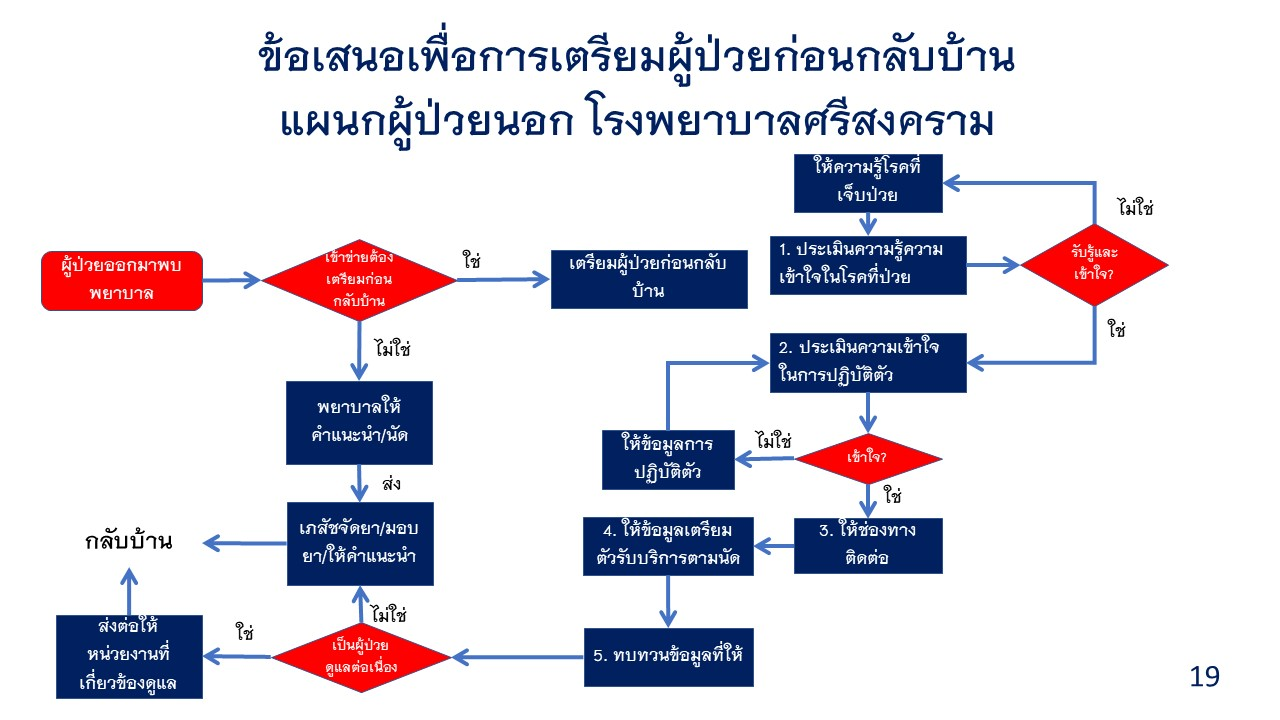 ข้อเสนอเพื่อการเตรียมผู้ป่วยก่อนกลับบ้าน
แผนกผู้ป่วยนอก โรงพยาบาลศรีสงคราม
ให้ความรู้โรคที่
เจ็บป่วย
ไม่ใช่
ผู้ป่วยออกมาพบ
พยาบาล
เข้าข่ายต้อง
เตรียมก่อน
กลับบ้าน
ใช่
เตรียมผู้ป่วยก่อนกลับ
บ้าน
1. ประเมินความรู้ความ
เข้าใจในโรคที่ป่วย
รับรู้และ
เข้าใจ?
ใช่
ไม่ใช่
2. ประเมินความเข้าใจ
ในการปฏิบัติตัว
พยาบาลให้
คำแนะนำ/นัด
ให้ข้อมูลการ
ปฏิบัติตัว
ไม่ใช่
เข้าใจ?
ใช่
ส่ง
กลับบ้าน
เภสัชจัดยา/มอบ
ยา/ให้คำแนะนำ
4. ให้ข้อมูลเตรียม
ตัวรับบริการตามนัด
3. ให้ช่องทาง
ติดต่อ
ไม่ใช่
ส่งต่อให้
หน่วยงานที่
เกี่ยวข้องดูแล
ใช่
เป็นผู้ป่วย
ดูแลต่อเนื่อง
5. ทบทวนข้อมูลที่ให้
19